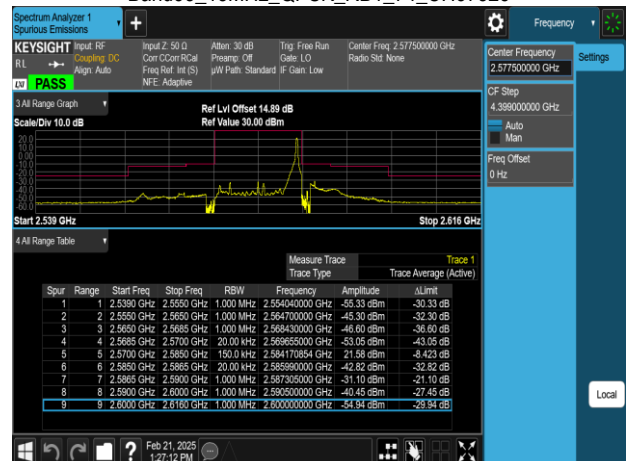 Spectrum Analyzer 1
Spurious Emissions
+
Frequency
KEYSIGHT Input: RF Input Z: 50 Ω Atten: 30 dB Trig: Free Run Center Freq: 2.577500000 GHz
RL Coupling: DC Corr CCorr RCal Preamp: Off Gate: LO Radio Std: None
Align: Auto Freq Ref: Int (S) µW Path: Standard IF Gain: Low
LXI PASS NFE: Adaptive
Center Frequency
2.577500000 GHz
Settings
CF Step
4.399000000 GHz
Auto
Man
Freq Offset
0 Hz
Local
3 All Range Graph
Ref Lvl Offset 14.89 dB
Scale/Div 10.0 dB Ref Value 30.00 dBm
20.0
10.0
0.00
-10.0
-20.0
-30.0
-40.0
-50.0
-60.0
Start 2.539 GHz Stop 2.616 GHz
4 All Range Table
Measure Trace Trace 1
Trace Type Trace Average (Active)
Spur Range Start Freq Stop Freq RBW Frequency Amplitude ΔLimit
1 1 2.5390 GHz 2.5550 GHz 1.000 MHz 2.554040000 GHz -55.33 dBm -30.33 dB
2 2 2.5550 GHz 2.5650 GHz 1.000 MHz 2.564700000 GHz -45.30 dBm -32.30 dB
3 3 2.5650 GHz 2.5685 GHz 1.000 MHz 2.568430000 GHz -46.60 dBm -36.60 dB
4 4 2.5685 GHz 2.5700 GHz 20.00 kHz 2.569655000 GHz -53.05 dBm -43.05 dB
5 5 2.5700 GHz 2.5850 GHz 150.0 kHz 2.584170854 GHz 21.58 dBm -8.423 dB
6 6 2.5850 GHz 2.5865 GHz 20.00 kHz 2.585990000 GHz -42.82 dBm -32.82 dB
7 7 2.5865 GHz 2.5900 GHz 1.000 MHz 2.587305000 GHz -31.10 dBm -21.10 dB
8 8 2.5900 GHz 2.6000 GHz 1.000 MHz 2.590500000 GHz -40.45 dBm -27.45 dB
9 9 2.6000 GHz 2.6160 GHz 1.000 MHz 2.600000000 GHz -54.94 dBm -29.94 dB
?
Feb 21, 2025
1:27:12 PM